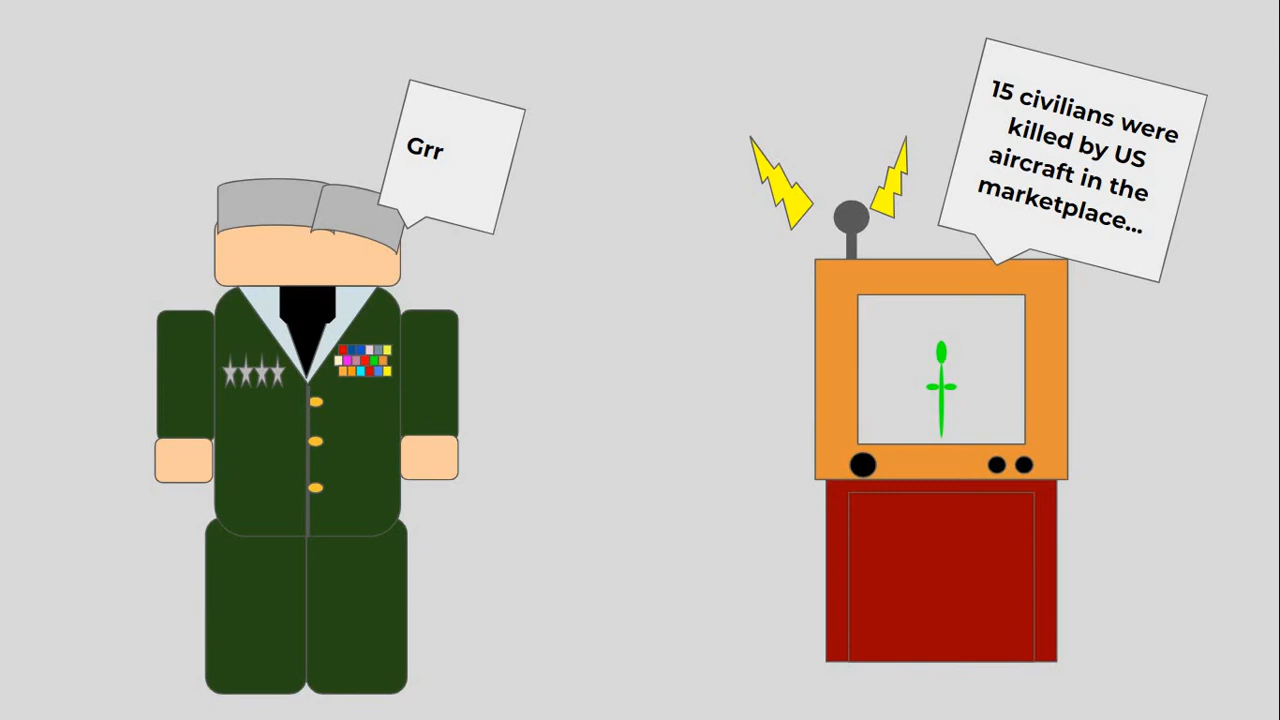 Grr
15 civilians were
killed by US
aircraft in the
marketplace...